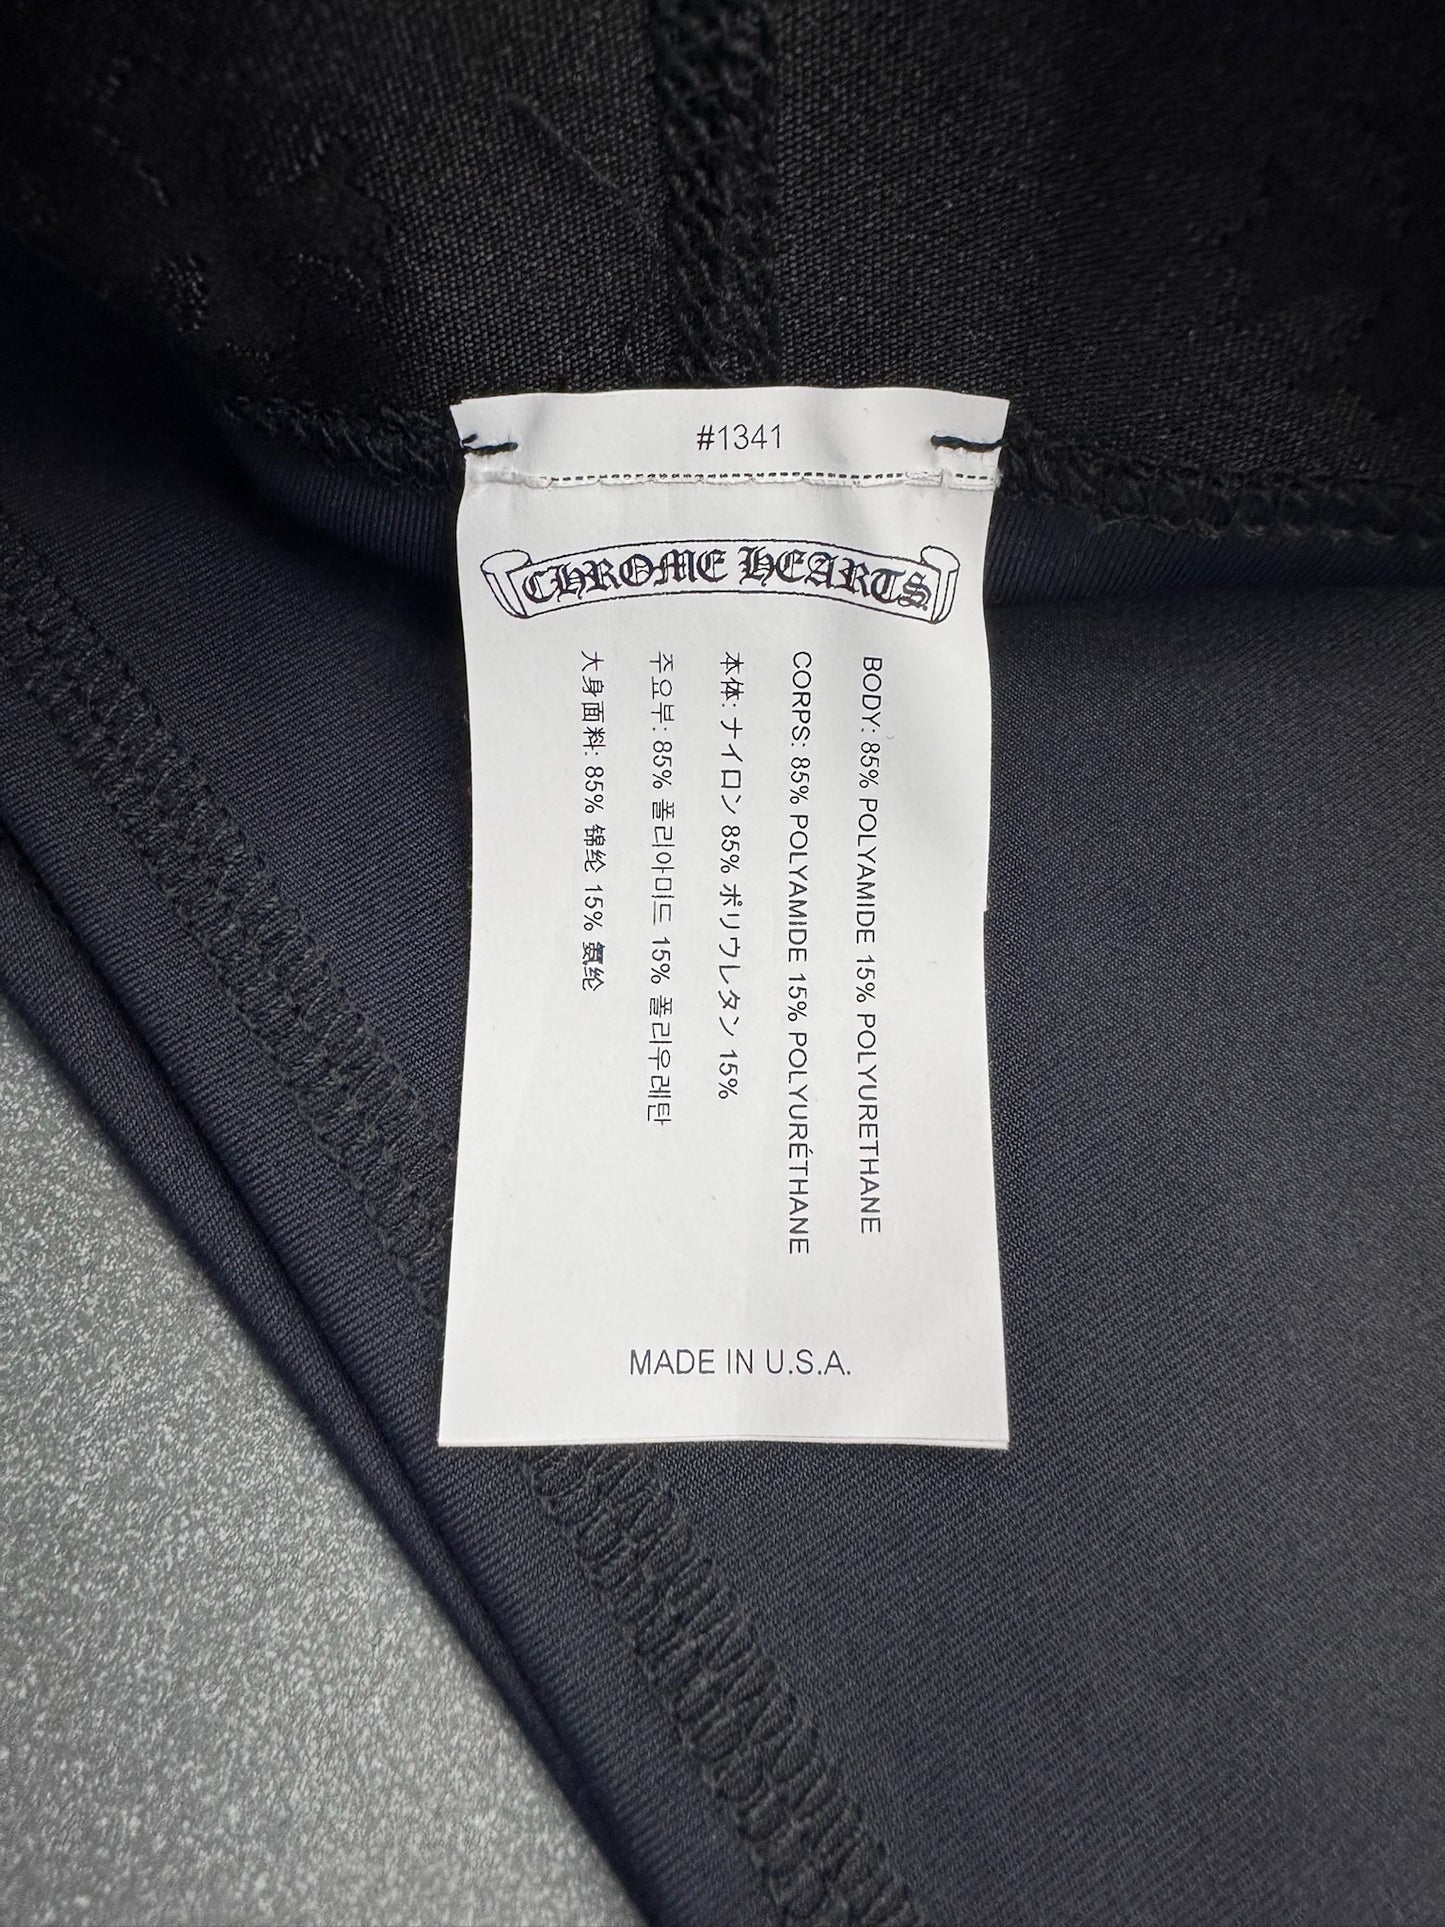 #1341
CHROME HEARTS
BODY: 85% POLYAMIDE 15% POLYURETHANE
CORPS: 85% POLYAMIDE 15% POLYURÉTHANE
本体: ナイロン 85% ポリウレタン 15%
주요부: 85% 폴리아미드 15% 폴리우레탄
大身面料: 85% 锦纶 15% 氨纶
MADE IN U.S.A.